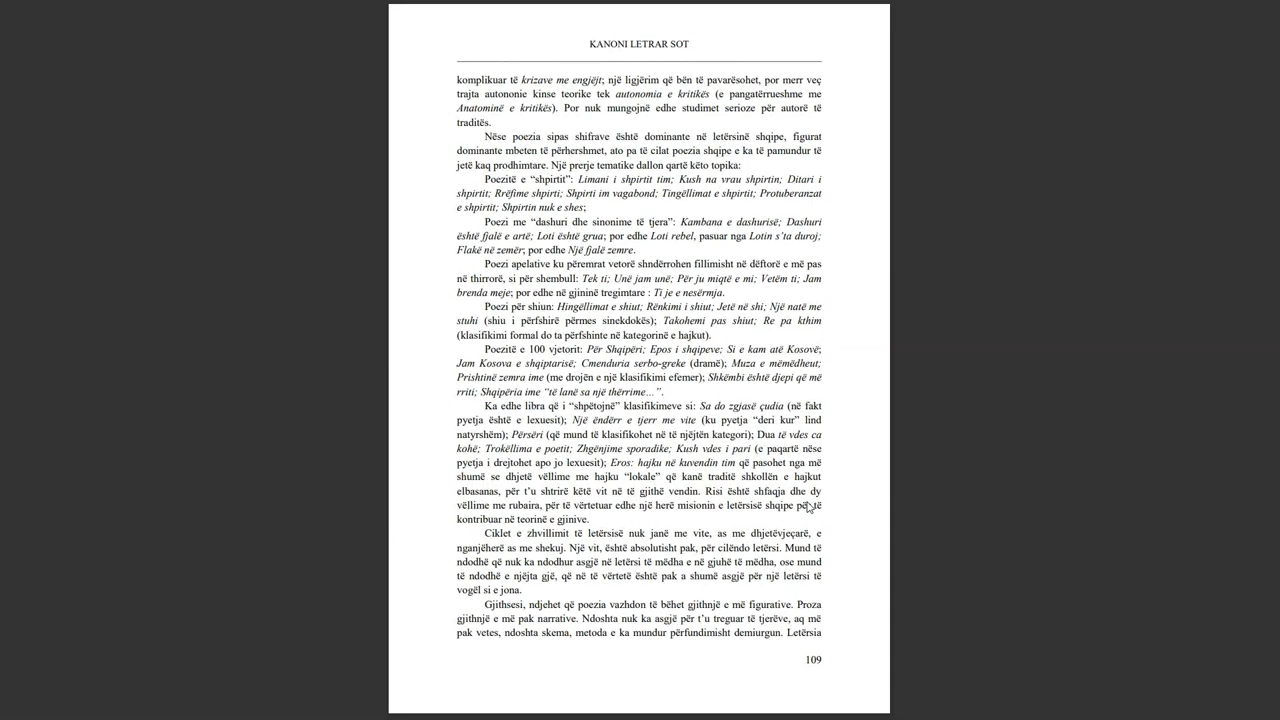 KANONI LETRAR SOT
komplikuar të krizave me engjëjt; një ligjërim që bën të pavarësohet, por merr veç
trajta autononie kinse teorike tek autonomia e kritikës (e pangatërrueshme me
Anatominë e kritikës). Por nuk mungojnë edhe studimet serioze për autorë të
traditës.
Nëse poezia sipas shifrave është dominante në letërsinë shqipe, figurat
dominante mbeten të përhershmet, ato pa të cilat poezia shqipe e ka të pamundur të
jetë kaq prodhimtare. Një prerje tematike dallon qartë këto topika:
Poezitë e “shpirtit”: Limani i shpirtit tim; Kush na vrau shpirtin; Ditari i
shpirtit; Rrëfime shpirti; Shpirti im vagabond; Tingëllimat e shpirtit; Protuberanzat
e shpirtit; Shpirtin nuk e shes;
Poezi me “dashuri dhe sinonime të tjera”: Kambana e dashurisë; Dashuri
është fjalë e artë; Loti është grua; por edhe Loti rebel, pasuar nga Lotin s’ta duroj;
Flakë në zemër; por edhe Një fjalë zemre.
Poezi apelative ku përemrat vetorë shndërrohen fillimisht në dëftorë e më pas
në thirrorë, si për shembull: Tek ti; Unë jam unë; Për ju miqtë e mi; Vetëm ti; Jam
brenda meje; por edhe në gjininë tregimtare : Ti je e nesërmja.
Poezi për shiun: Hingëllimat e shiut; Rënkimi i shiut; Jetë në shi; Një natë me
stuhi (shiu i përfshirë përmes sinekdokës); Takohemi pas shiut; Re pa kthim
(klasifikimi formal do ta përfshinte në kategorinë e hajkut).
Poezitë e 100 vjetorit: Për Shqipëri; Epos i shqipeve; Si e kam atë Kosovë;
Jam Kosova e shqiptarisë; Cmenduria serbo-greke (dramë); Muza e mëmëdheut;
Prishtinë zemra ime (me drojën e një klasifikimi efemer); Shkëmbi është djepi që më
rriti; Shqipëria ime “të lanë sa një thërrime…”.
Ka edhe libra që i “shpëtojnë” klasifikimeve si: Sa do zgjasë çudia (në fakt
pyetja është e lexuesit); Një ëndërr e tjerr me vite (ku pyetja “deri kur” lind
natyrshëm); Përsëri (që mund të klasifikohet në të njëjtën kategori); Dua të vdes ca
kohë; Trokëllima e poetit; Zhgënjime sporadike; Kush vdes i pari (e paqartë nëse
pyetja i drejtohet apo jo lexuesit); Eros: hajku në kuvendin tim që pasohet nga më
shumë se dhjetë vëllime me hajku “lokale” që kanë traditë shkollën e hajkut
elbasanas, për t’u shtrirë këtë vit në të gjithë vendin. Risi është shfaqja dhe dy
vëllime me rubaira, për të vërtetuar edhe një herë misionin e letërsisë shqipe për të
kontribuar në teorinë e gjinive.
Ciklet e zhvillimit të letërsisë nuk janë me vite, as me dhjetëvjeçarë, e
nganjëherë as me shekuj. Një vit, është absolutisht pak, për cilëndo letërsi. Mund të
ndodhë që nuk ka ndodhur asgjë në letërsi të mëdha e në gjuhë të mëdha, ose mund
të ndodhë e njëjta gjë, që në të vërtetë është pak a shumë asgjë për një letërsi të
vogël si e jona.
Gjithsesi, ndjehet që poezia vazhdon të bëhet gjithnjë e më figurative. Proza
gjithnjë e më pak narrative. Ndoshta nuk ka asgjë për t’u treguar të tjerëve, aq më
pak vetes, ndoshta skema, metoda e ka mundur përfundimisht demiurgun. Letërsia
109